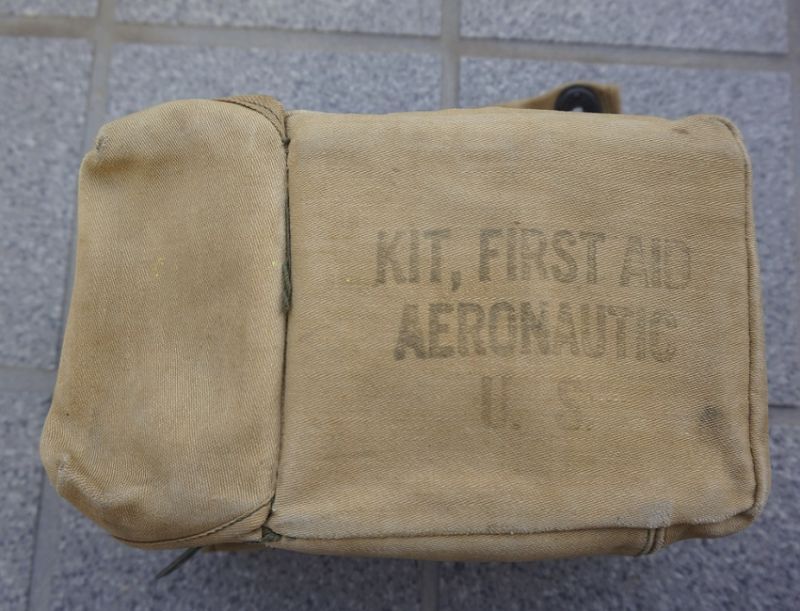 KIT, FIRST AID
AERONAUTIC
U. S.